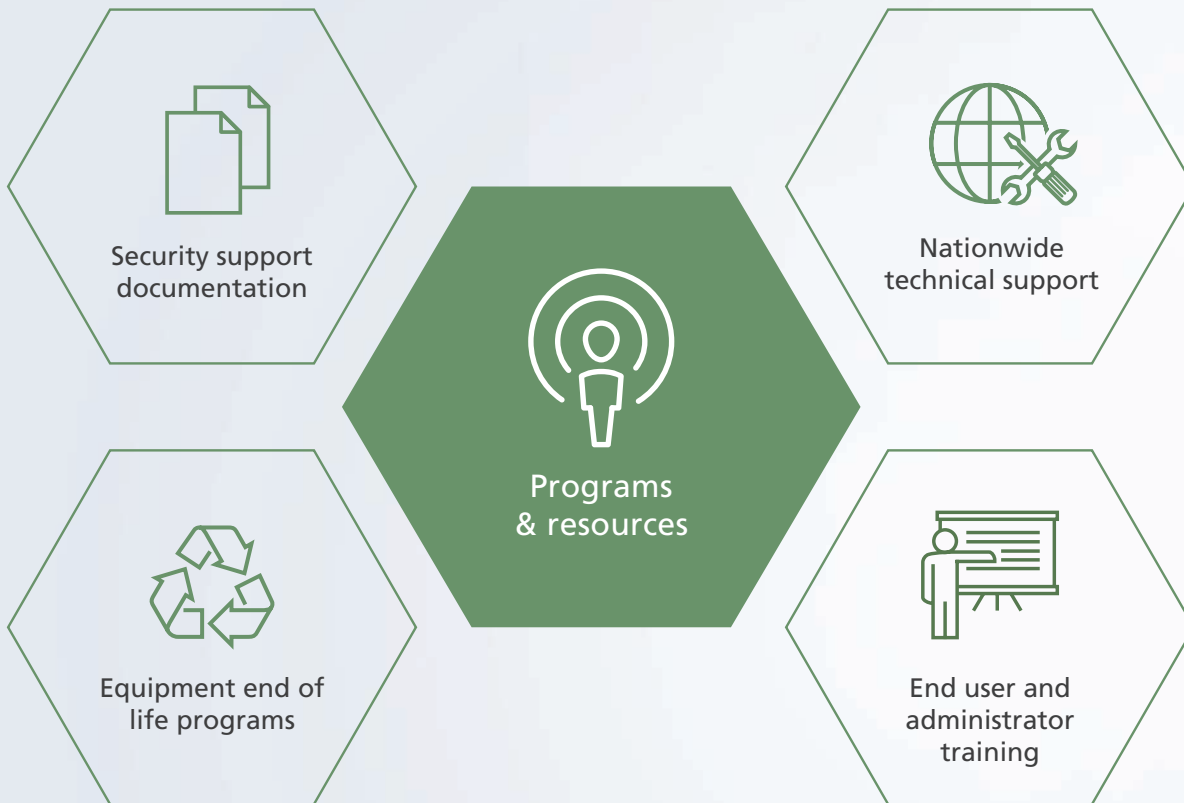 Security support
documentation
Nationwide
technical support
Programs
& resources
Equipment end of
life programs
End user and
administrator
training